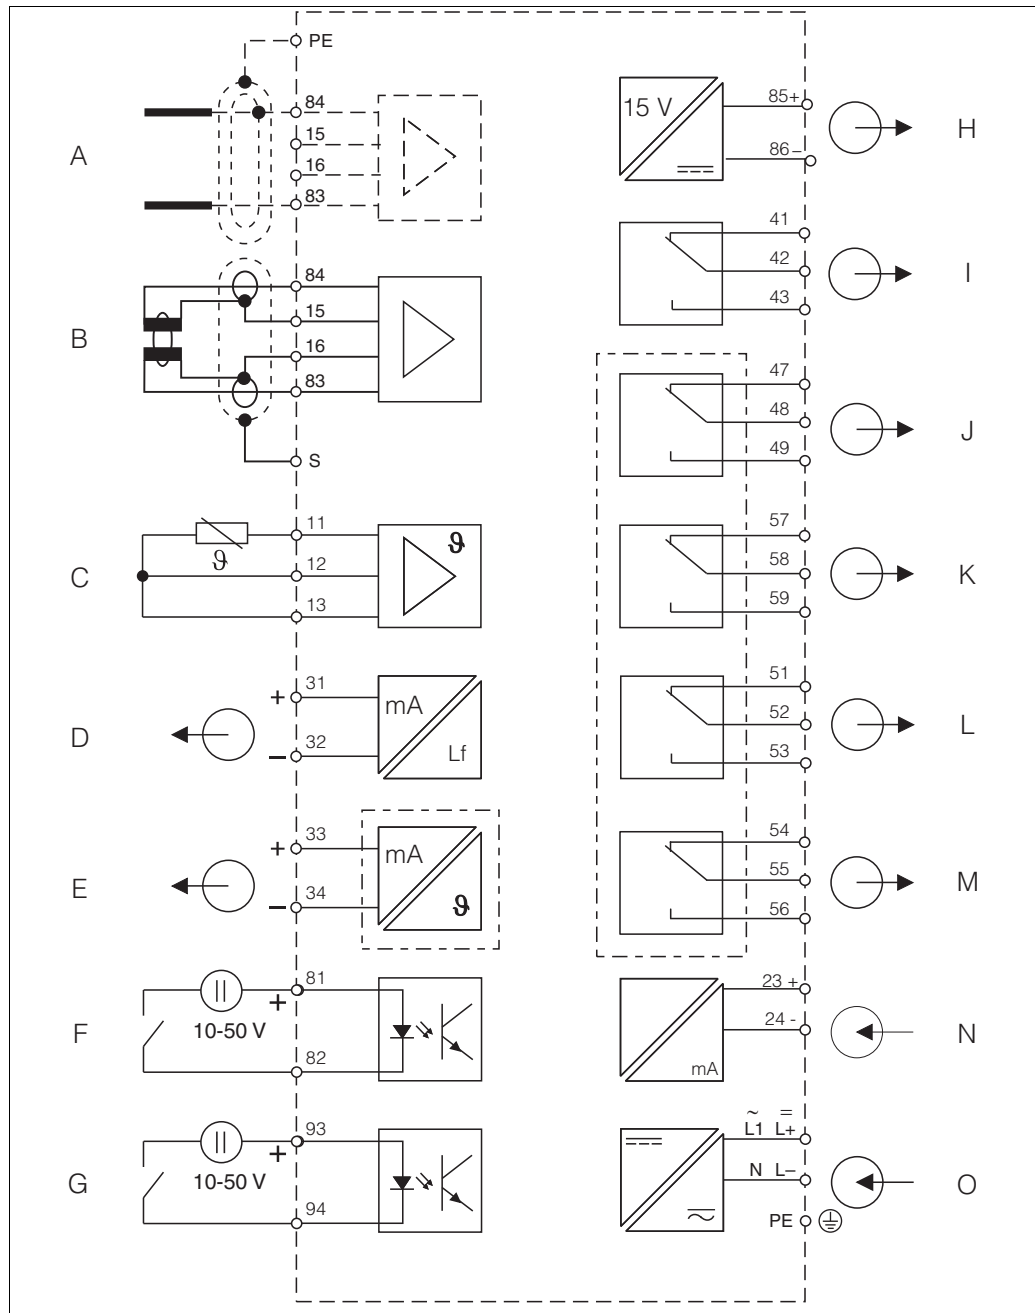 PE
A
84
15
16
83
B
84
15
16
83
S
C
ϑ
11
12
13
ϑ
D
+ 31
− 32
mA
Lf
E
+ 33
− 34
mA
ϑ
F
10-50 V
+
81
82
G
10-50 V
+
93
94
15 V
85+
86−
H
41
42
43
I
47
48
49
J
57
58
59
K
51
52
53
L
54
55
56
M
mA
23 +
24 -
N
~ =
L1 L+
N L−
PE
O